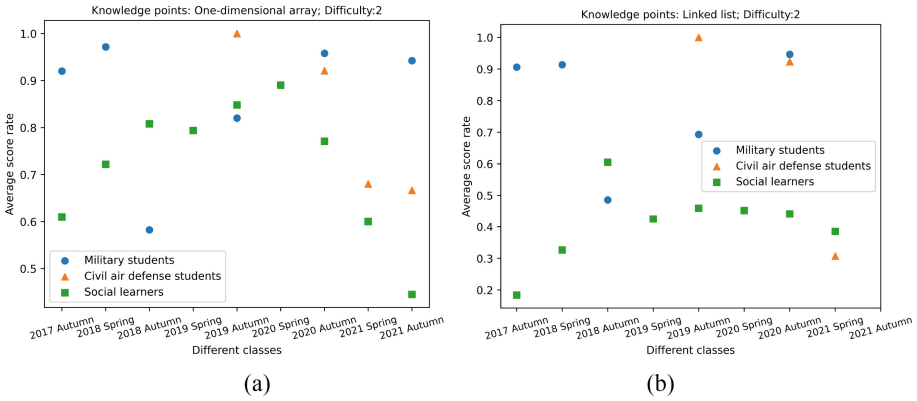 Knowledge points: One-dimensional array; Difficulty:2
Average score rate
1.0
0.9
0.8
0.7
0.6
0.5
Military students
Civil air defense students
Social learners
2017 Autumn
2018 Spring
2018 Autumn
2019 Spring
2019 Autumn
2020 Spring
2020 Autumn
2021 Spring
2021 Autumn
Different classes
(a)
Knowledge points: Linked list; Difficulty:2
Average score rate
1.0
0.9
0.8
0.7
0.6
0.5
0.4
0.3
0.2
Military students
Civil air defense students
Social learners
2017 Autumn
2018 Spring
2018 Autumn
2019 Spring
2019 Autumn
2020 Spring
2020 Autumn
2021 Spring
2021 Autumn
Different classes
(b)